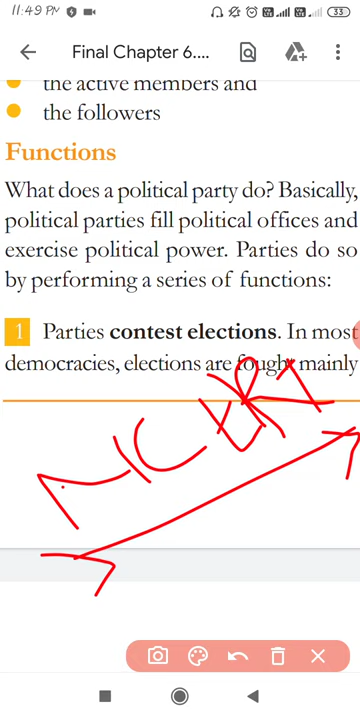 11:49 PM
33
Final Chapter 6....
the active members and
the followers
Functions
What does a political party do? Basically,
political parties fill political offices and
exercise political power. Parties do so
by performing a series of functions:
1 Parties contest elections. In most
democracies, elections are fought mainly